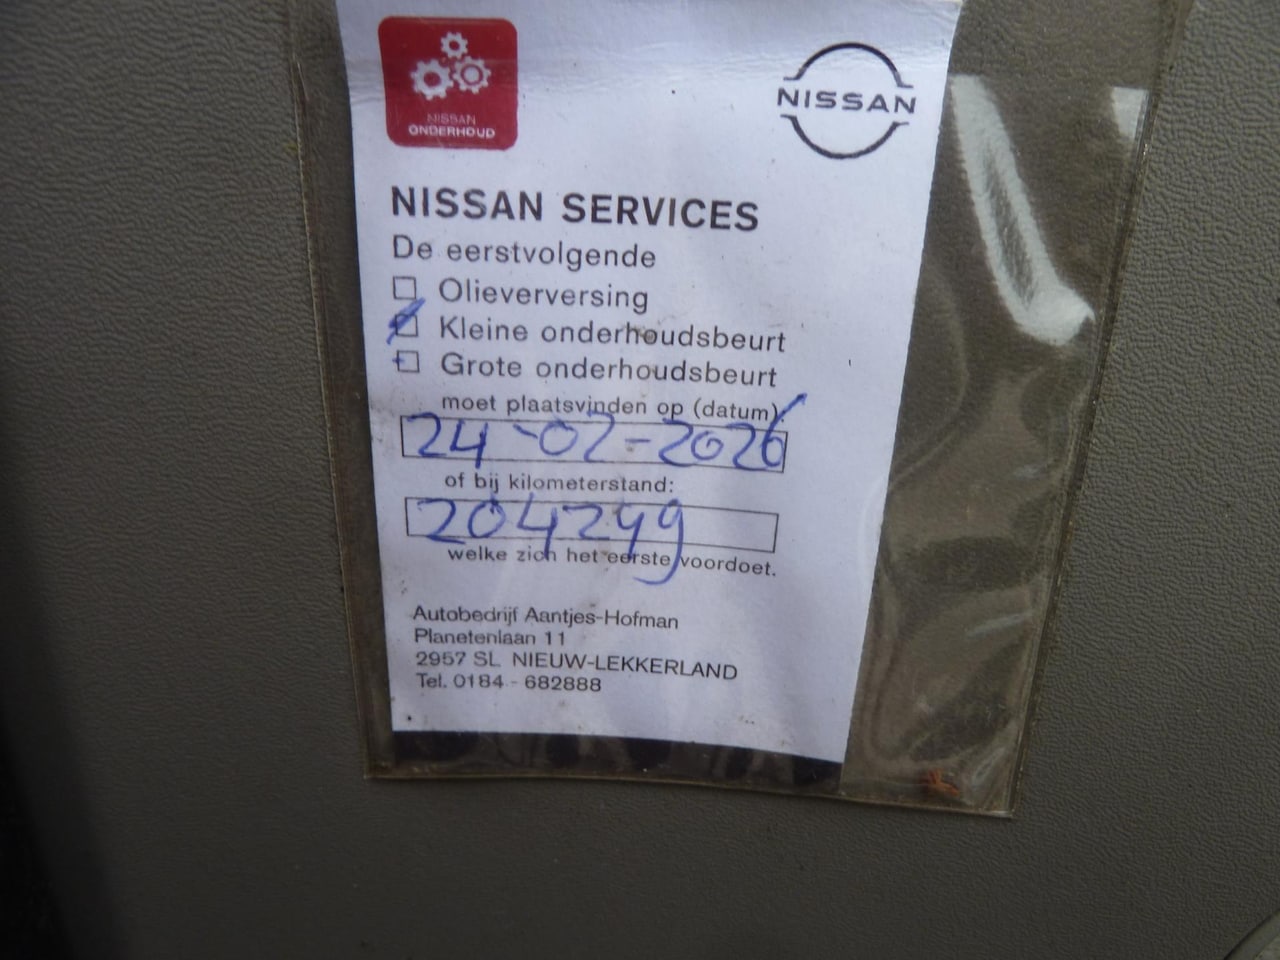 NISSAN
ONDERHOUD
NISSAN
NISSAN SERVICES
De eerstvolgende
Olieverversing
Kleine onderhoudsbeurt
Grote onderhoudsbeurt
moet plaatsvinden op (datum)
24-02-2026
of bij kilometerstand:
204249
welke zich het eerste voordoet.
Autobedrijf Aantjes-Hofman
Planetenlaan 11
2957 SL NIEUW-LEKKERLAND
Tel. 0184 - 682888